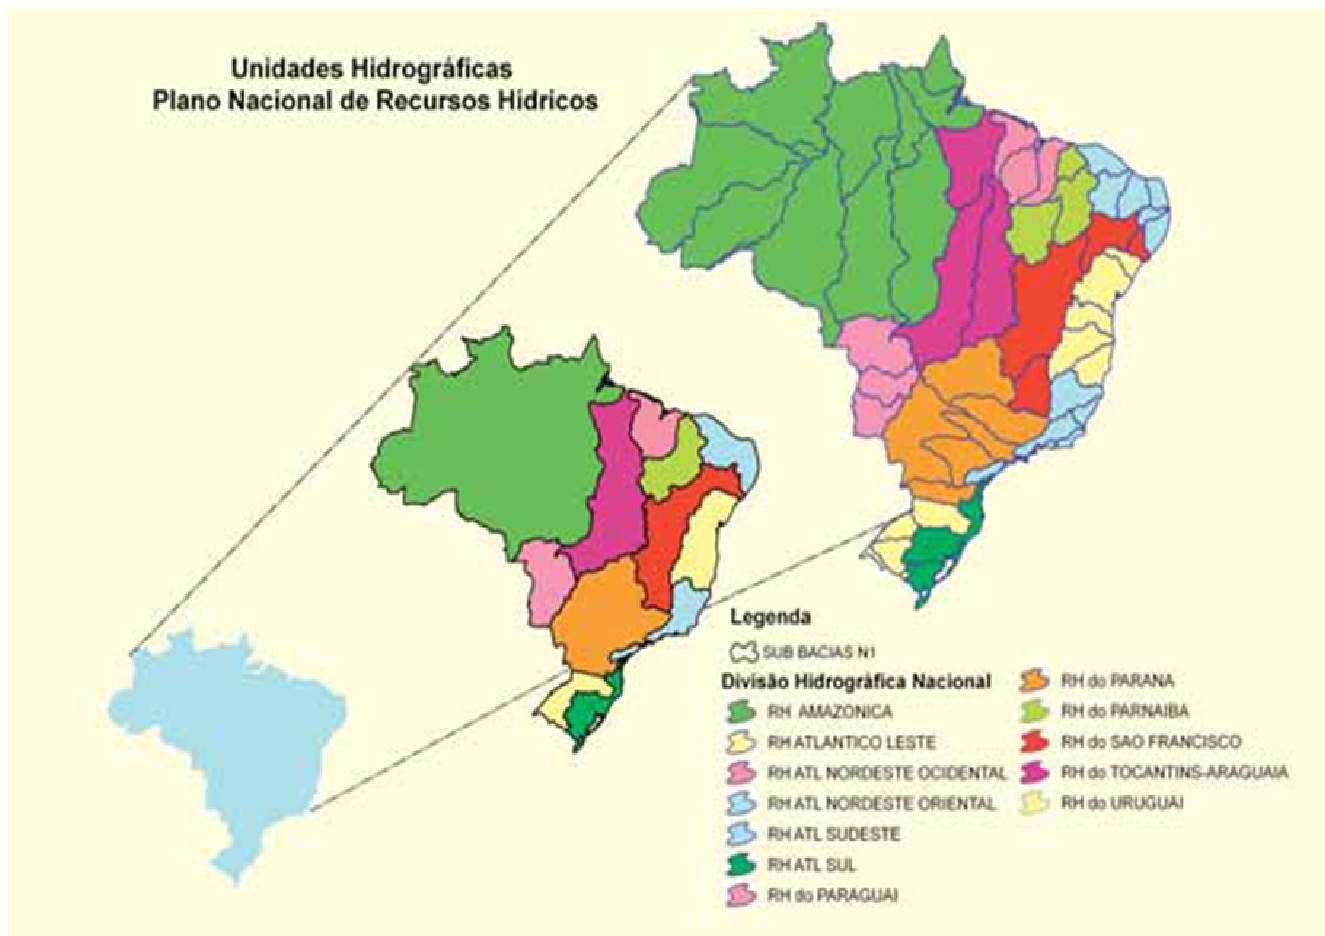 Unidades Hidrográficas
Plano Nacional de Recursos Hídricos
Legenda
SUB BACIAS N1
Divisão Hidrográfica Nacional
RH AMAZONICA
RH ATLANTICO LESTE
RH ATL NORDESTE OCIDENTAL
RH ATL NORDESTE ORIENTAL
RH ATL SUDESTE
RH ATL SUL
RH do PARAGUAI
RH do PARANA
RH do PARNAIBA
RH do SAO FRANCISCO
RH do TOCANTINS-ARAGUAIA
RH do URUGUAI